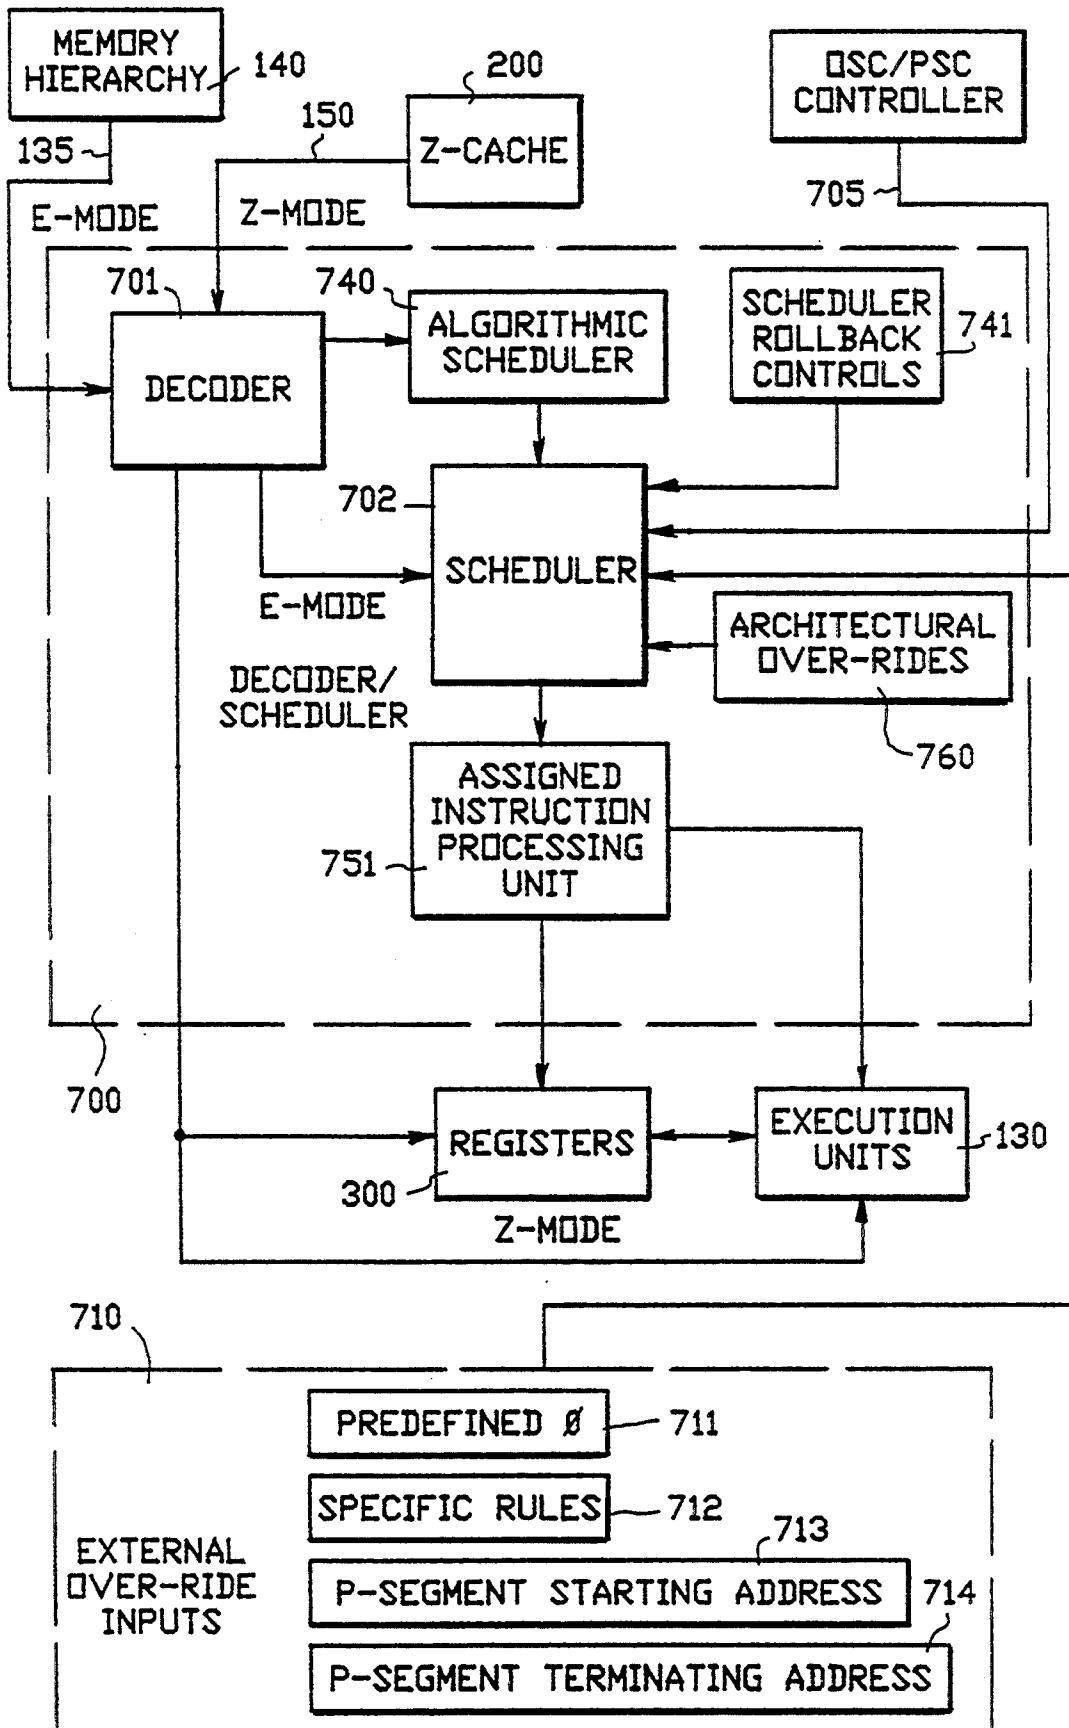 MEMORY
HIERARCHY
140
200
OSC/PSC
CONTROLLER
135
150
Z-CACHE
705
E-MODE
Z-MODE
701
740
ALGORITHMIC
SCHEDULER
SCHEDULER
ROLLBACK
CONTROLS
741
DECODER
702
SCHEDULER
E-MODE
ARCHITECTURAL
OVER-RIDES
DECODER/
SCHEDULER
760
ASSIGNED
INSTRUCTION
PROCESSING
UNIT
751
700
REGISTERS
EXECUTION
UNITS
130
300
Z-MODE
710
PREDEFINED Ø
711
SPECIFIC RULES
712
713
EXTERNAL
OVER-RIDE
INPUTS
P-SEGMENT STARTING ADDRESS
714
P-SEGMENT TERMINATING ADDRESS